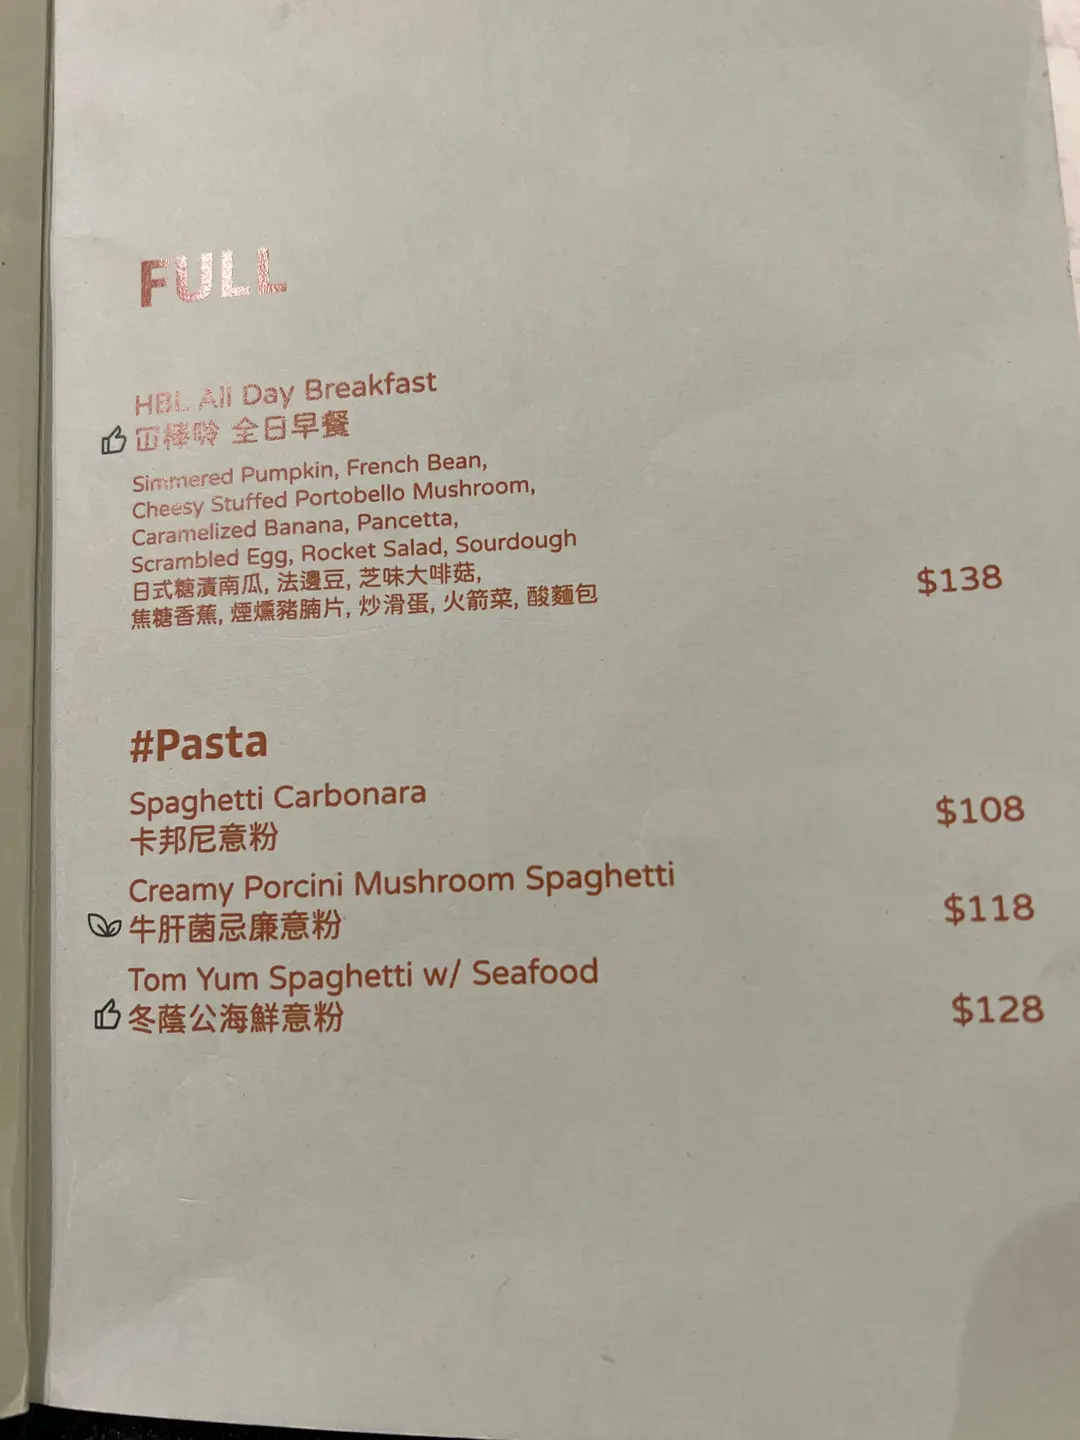 FULL
HBL All Day Breakfast
全日早餐
Simmered Pumpkin, French Bean,
Cheesy Stuffed Portobello Mushroom,
Caramelized Banana, Pancetta,
Scrambled Egg, Rocket Salad, Sourdough
日式糖漬南瓜, 法邊豆, 芝味大啡菇,
焦糖香蕉, 煙燻豬腩片, 炒滑蛋, 火箭菜, 酸麵包
$138
#Pasta
Spaghetti Carbonara
卡邦尼意粉
$108
Creamy Porcini Mushroom Spaghetti
牛肝菌忌廉意粉
$118
Tom Yum Spaghetti w/ Seafood
冬蔭公海鮮意粉
$128